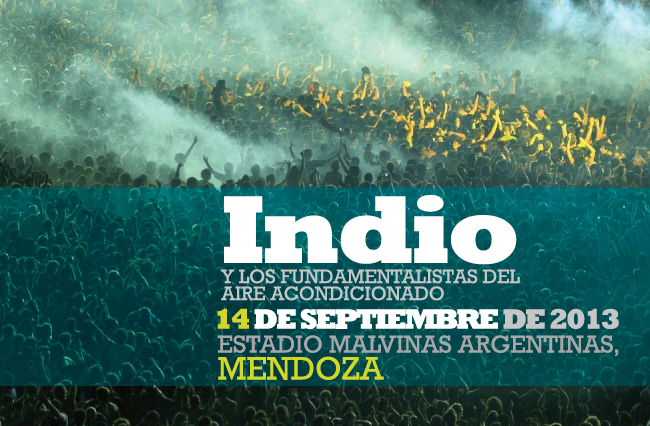 Indio
Y LOS FUNDAMENTALISTAS DEL
AIRE ACONDICIONADO
14 DE SEPTIEMBRE DE 2013
ESTADIO MALVINAS ARGENTINAS,
MENDOZA